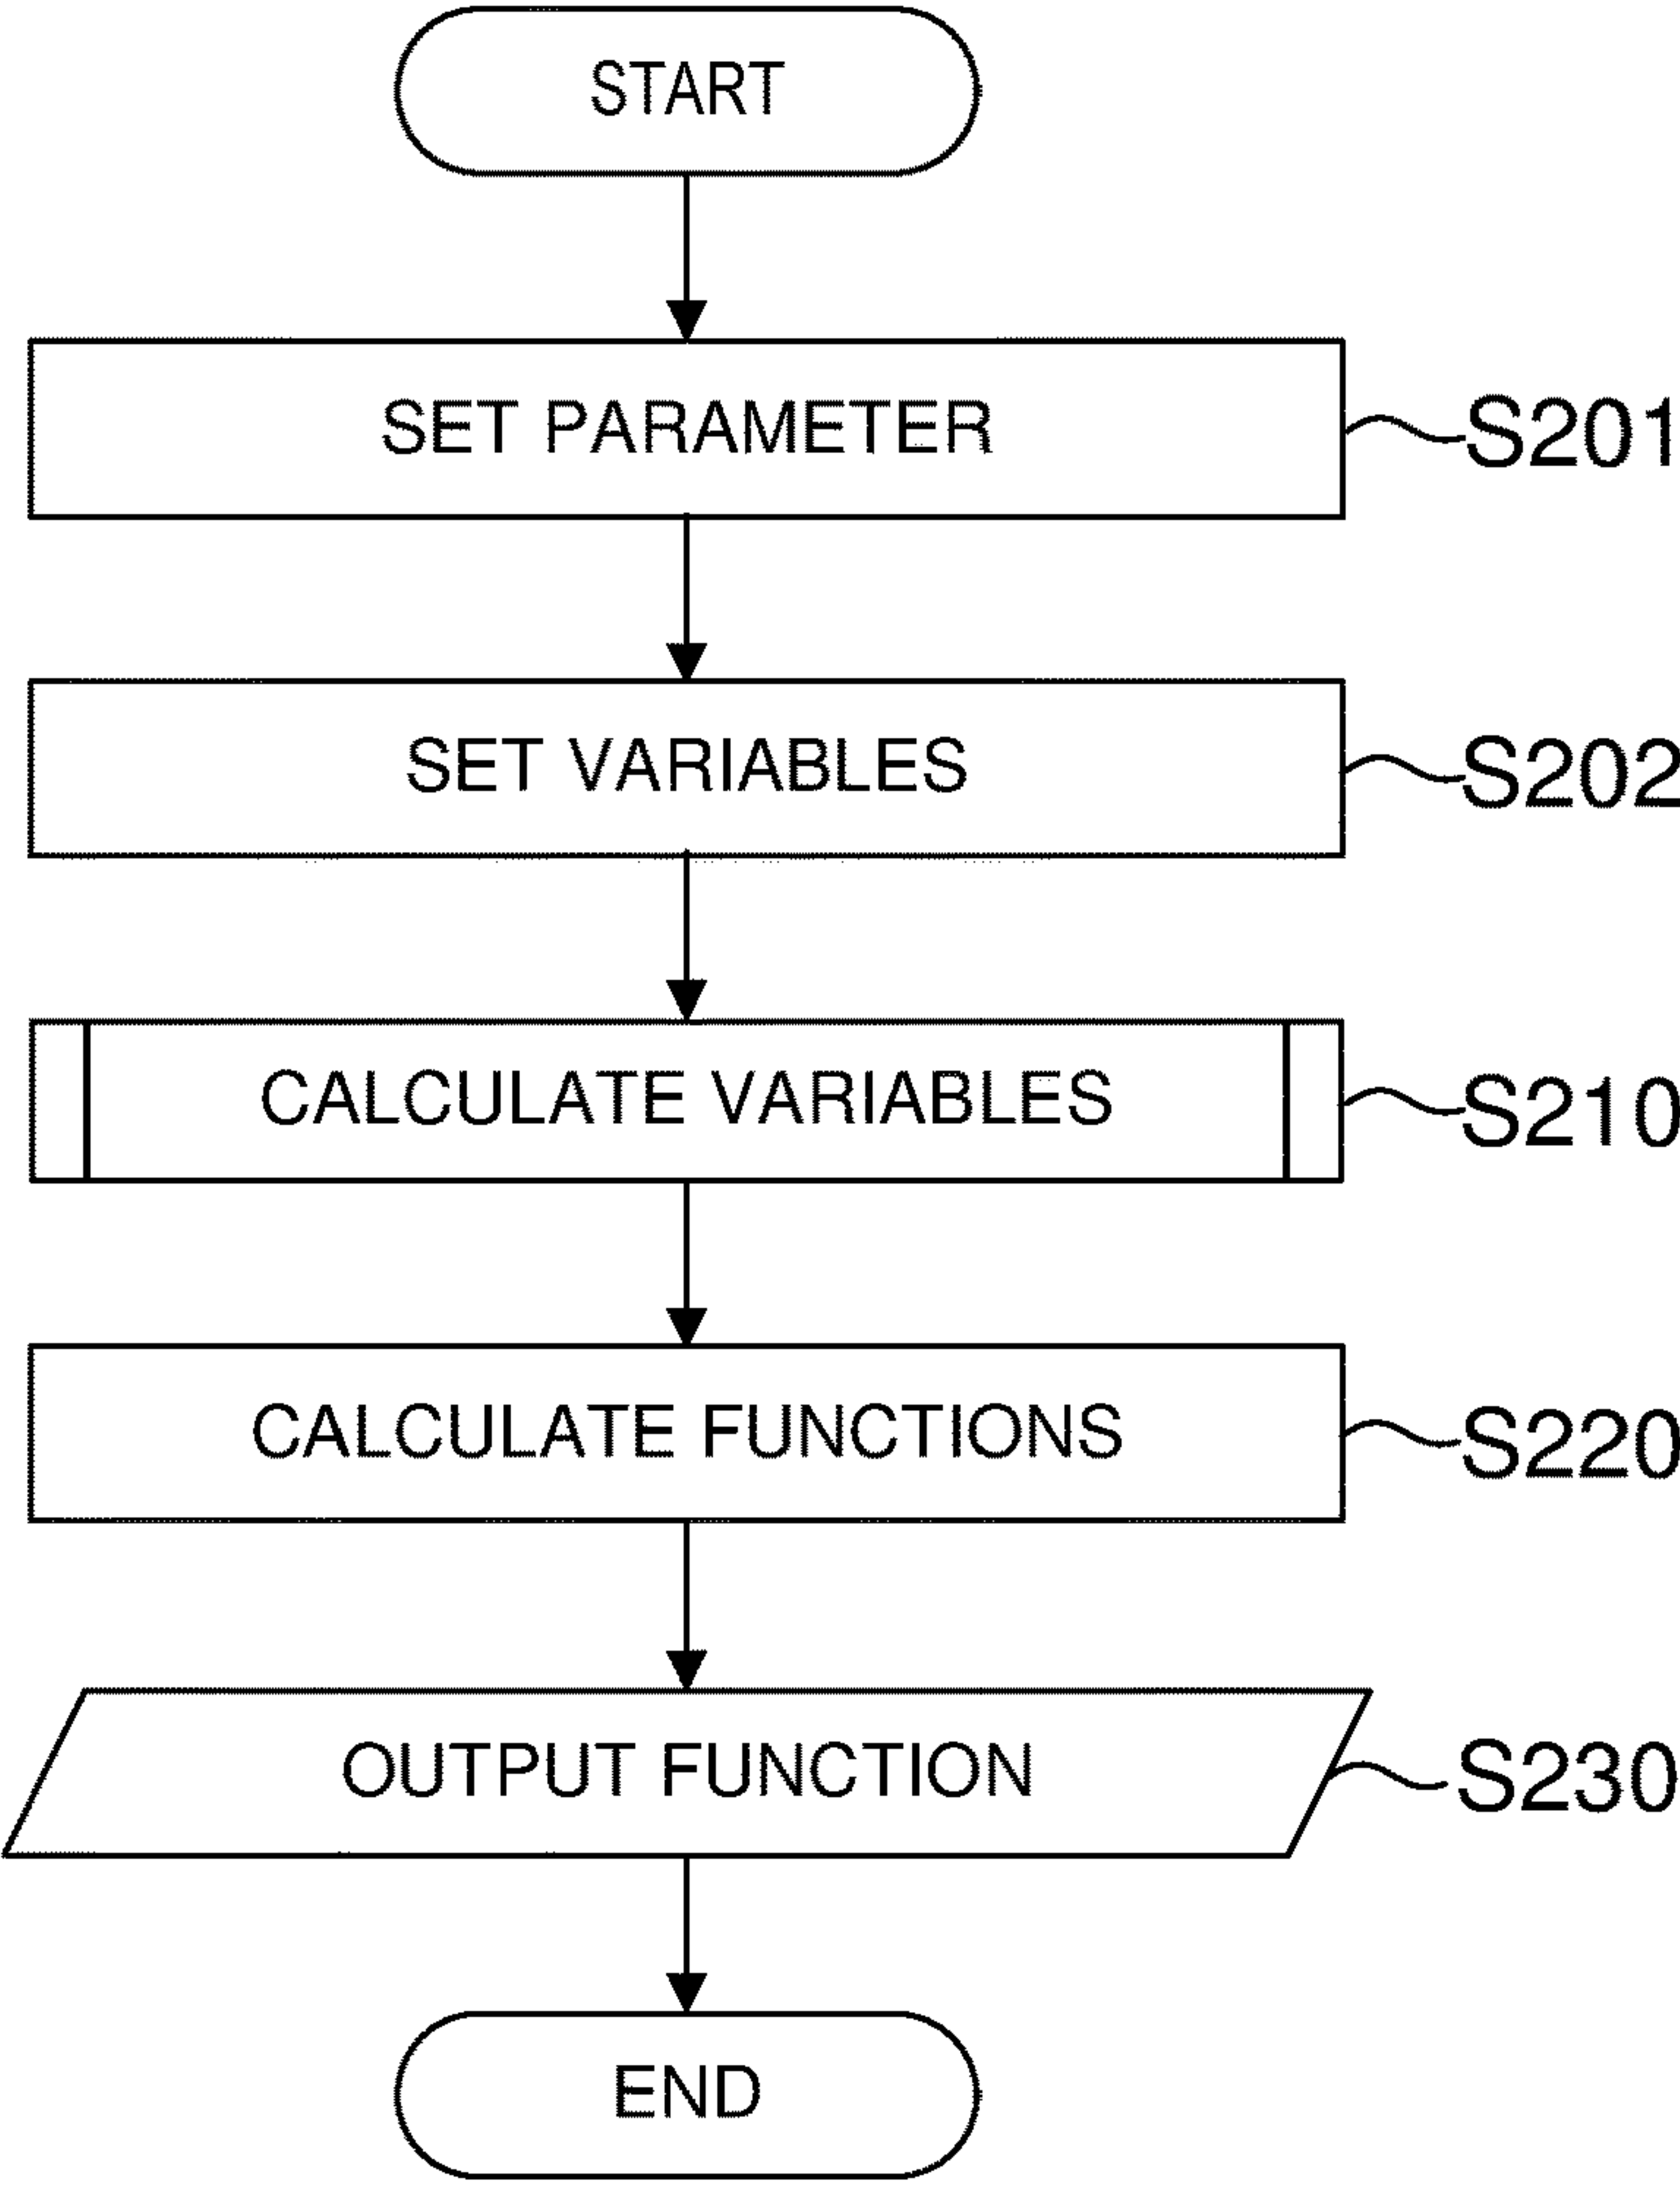 START
SET PARAMETER
S201
SET VARIABLES
S202
CALCULATE VARIABLES
S210
CALCULATE FUNCTIONS
S220
OUTPUT FUNCTION
S230
END